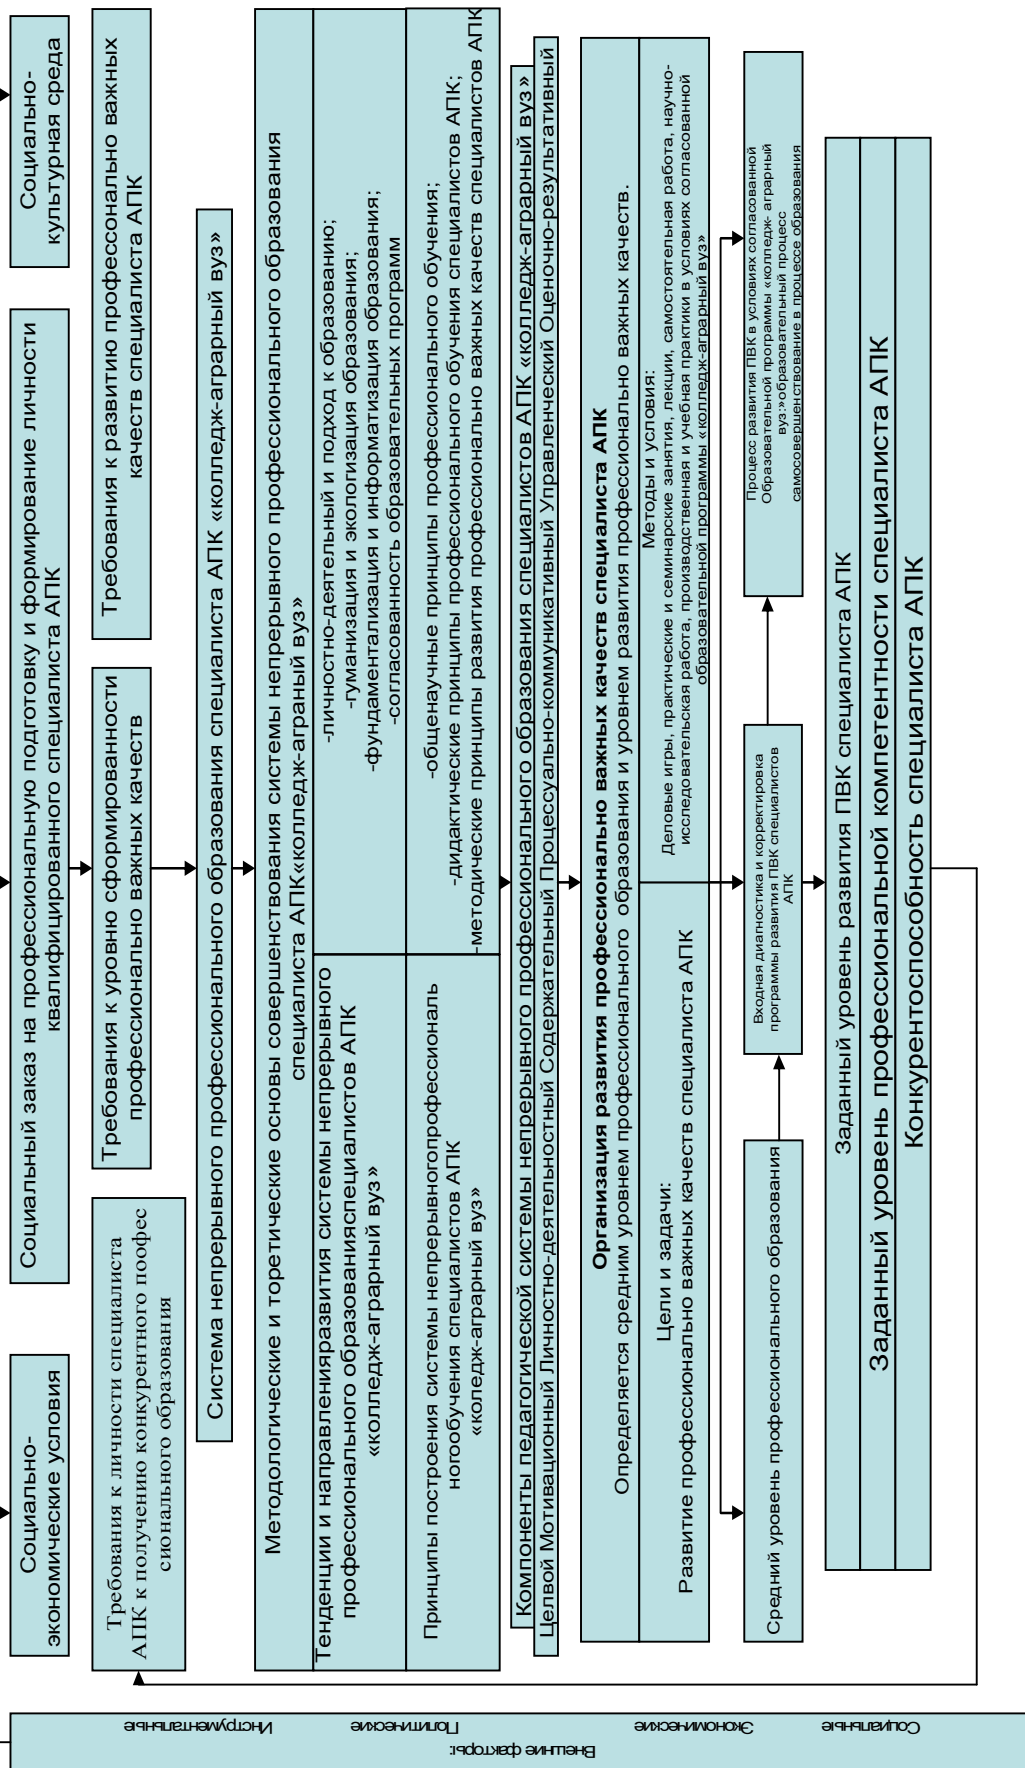 Социально-
экономические условия
Социальный заказ на профессиональную подготовку и формирование личности
квалифицированного специалиста АПК
Социально-
культурная среда
Требования к личности специалиста
АПК к получению конкурентного поофес
сионального образования
Требования к уровню сформированности
профессионально важных качеств
Требования к развитию профессионально важных
качеств специалиста АПК
Система непрерывного профессионального образования специалиста АПК «колледж-аграрный вуз»
Методологические и торетические основы совершенствования системы непрерывного профессионального образования
специалиста АПК«колледж-аграный вуз»
Тенденции и направленияразвития системы непрерывного
профессионального образованияспециалистов АПК
«колледж-аграрный вуз»
-личностно-деятельный и подход к образованию;
-гуманизация и экологизация образования;
-фундаментализация и информатизация образования;
-согласованность образовательных программ
Принципы построения системы непрерывногопрофессиональ
ногообучения специалистов АПК
«коледж-аграрный вуз»
-общенаучные принципы профессионального обучения;
-дидактические принципы профессионального обучения специалистов АПК;
-методические принципы развития профессионально важных качеств специалистов АПК
Компоненты педагогической системы непрерывного профессионального образования специалистов АПК «колледж-аграрный вуз»
Целвой Мотивационный Личностно-деятельностный Содержательный Процессуально-коммуникативный Управленческий Оценочно-результативный
Организация развития профессионально важных качеств специалиста АПК
Определяется средним уровнем профессионального образования и уровнем развития профессионально важных качеств.
Цели и задачи:
Развитие профессионально важных качеств специалиста АПК
Методы и условия:
Деловые игры, практические и семинарские занятия, лекции, самостоятельная работа, научно-
исследовательская работа, производственная и учебная практики в условиях согласованной
образовательной программы «колледж-аграрный вуз»
Средний уровень профессионального образования
Входная диагностика и корректировка
программы развития ПВК специалистов
АПК
Процесс развития ПВК в условиях согласованной
Образовательной программы «колледж- аграрный
вуз:»образовательный процесс
самосовершенствование в процессе образования
Заданный уровень развития ПВК специалиста АПК
Заданный уровень профессиональной компетентности специалиста АПК
Конкурентоспособность специалиста АПК
Внешние факторы:
Социальные
Экономические
Политические
Инструментальные